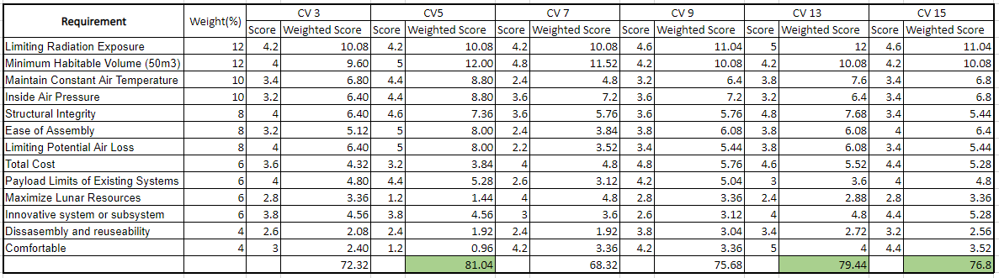 Requirement Weight(%) CV 3 CV5 CV 7 CV 9 CV 13 CV 15
Score Weighted Score Score Weighted Score Score Weighted Score Score Weighted Score Score Weighted Score Score Weighted Score
Limiting Radiation Exposure 12 4.2 10.08 4.2 10.08 4.2 10.08 4.6 11.04 5 12 4.6 11.04
Minimum Habitable Volume (50m3) 12 4 9.60 5 12.00 4.8 11.52 4.2 10.08 4.2 10.08 4.2 10.08
Maintain Constant Air Temperature 10 3.4 6.80 4.4 8.80 2.4 4.8 3.2 6.4 3.8 7.6 3.4 6.8
Inside Air Pressure 10 3.2 6.40 4.4 8.80 3.6 7.2 3.6 7.2 3.2 6.4 3.4 6.8
Structural Integrity 8 4 6.40 4.6 7.36 3.6 5.76 3.6 5.76 4.8 7.68 3.4 5.44
Ease of Assembly 8 3.2 5.12 5 8.00 2.4 3.84 3.8 6.08 3.8 6.08 4 6.4
Limiting Potential Air Loss 8 4 6.40 5 8.00 2.2 3.52 3.4 5.44 3.8 6.08 3.4 5.44
Total Cost 6 3.6 4.32 3.2 3.84 4 4.8 4.8 5.76 4.6 5.52 4.4 5.28
Payload Limits of Existing Systems 6 4 4.80 4.4 5.28 2.6 3.12 4.2 5.04 3 3.6 4 4.8
Maximize Lunar Resources 6 2.8 3.36 1.2 1.44 4 4.8 2.8 3.36 2.4 2.88 2.8 3.36
Innovative system or subsystem 6 3.8 4.56 3.8 4.56 3 3.6 2.6 3.12 4 4.8 4.4 5.28
Dissasembly and reuseability 4 2.6 2.08 2.4 1.92 2.4 1.92 3.8 3.04 3.4 2.72 3.2 2.56
Comfortable 4 3 2.40 1.2 0.96 4.2 3.36 4.2 3.36 5 4 4.4 3.52
72.32 81.04 68.32 75.68 79.44 76.8